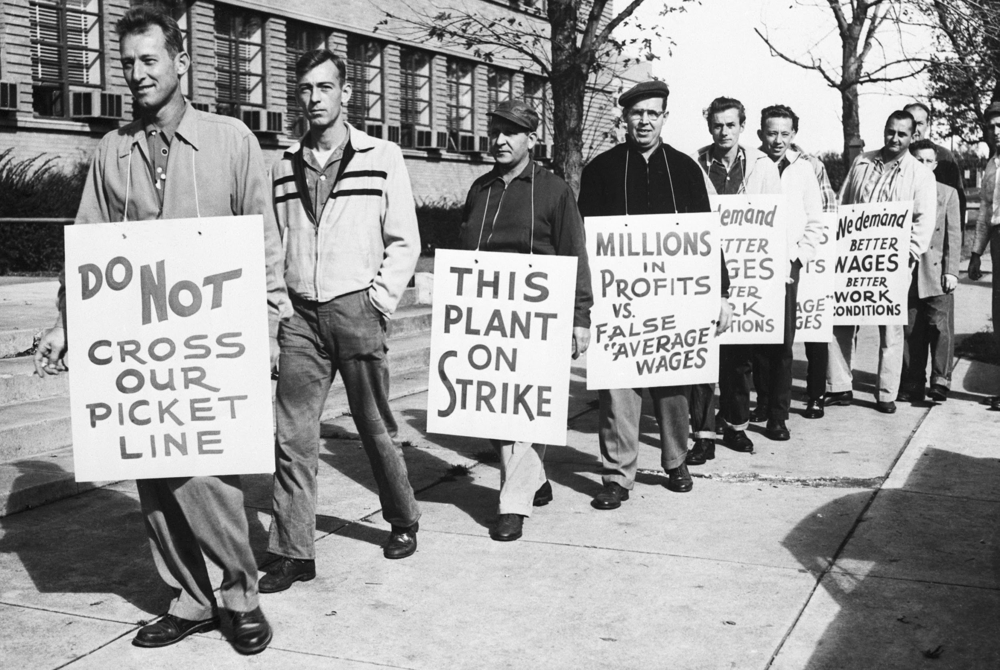 DO NOT
CROSS
OUR
PICKET
LINE
THIS
PLANT
ON
STRIKE
MILLIONS
IN
PROFITS
VS.
FALSE
"AVERAGE"
WAGES
We demand
BETTER
WAGES
BETTER
WORK
CONDITIONS